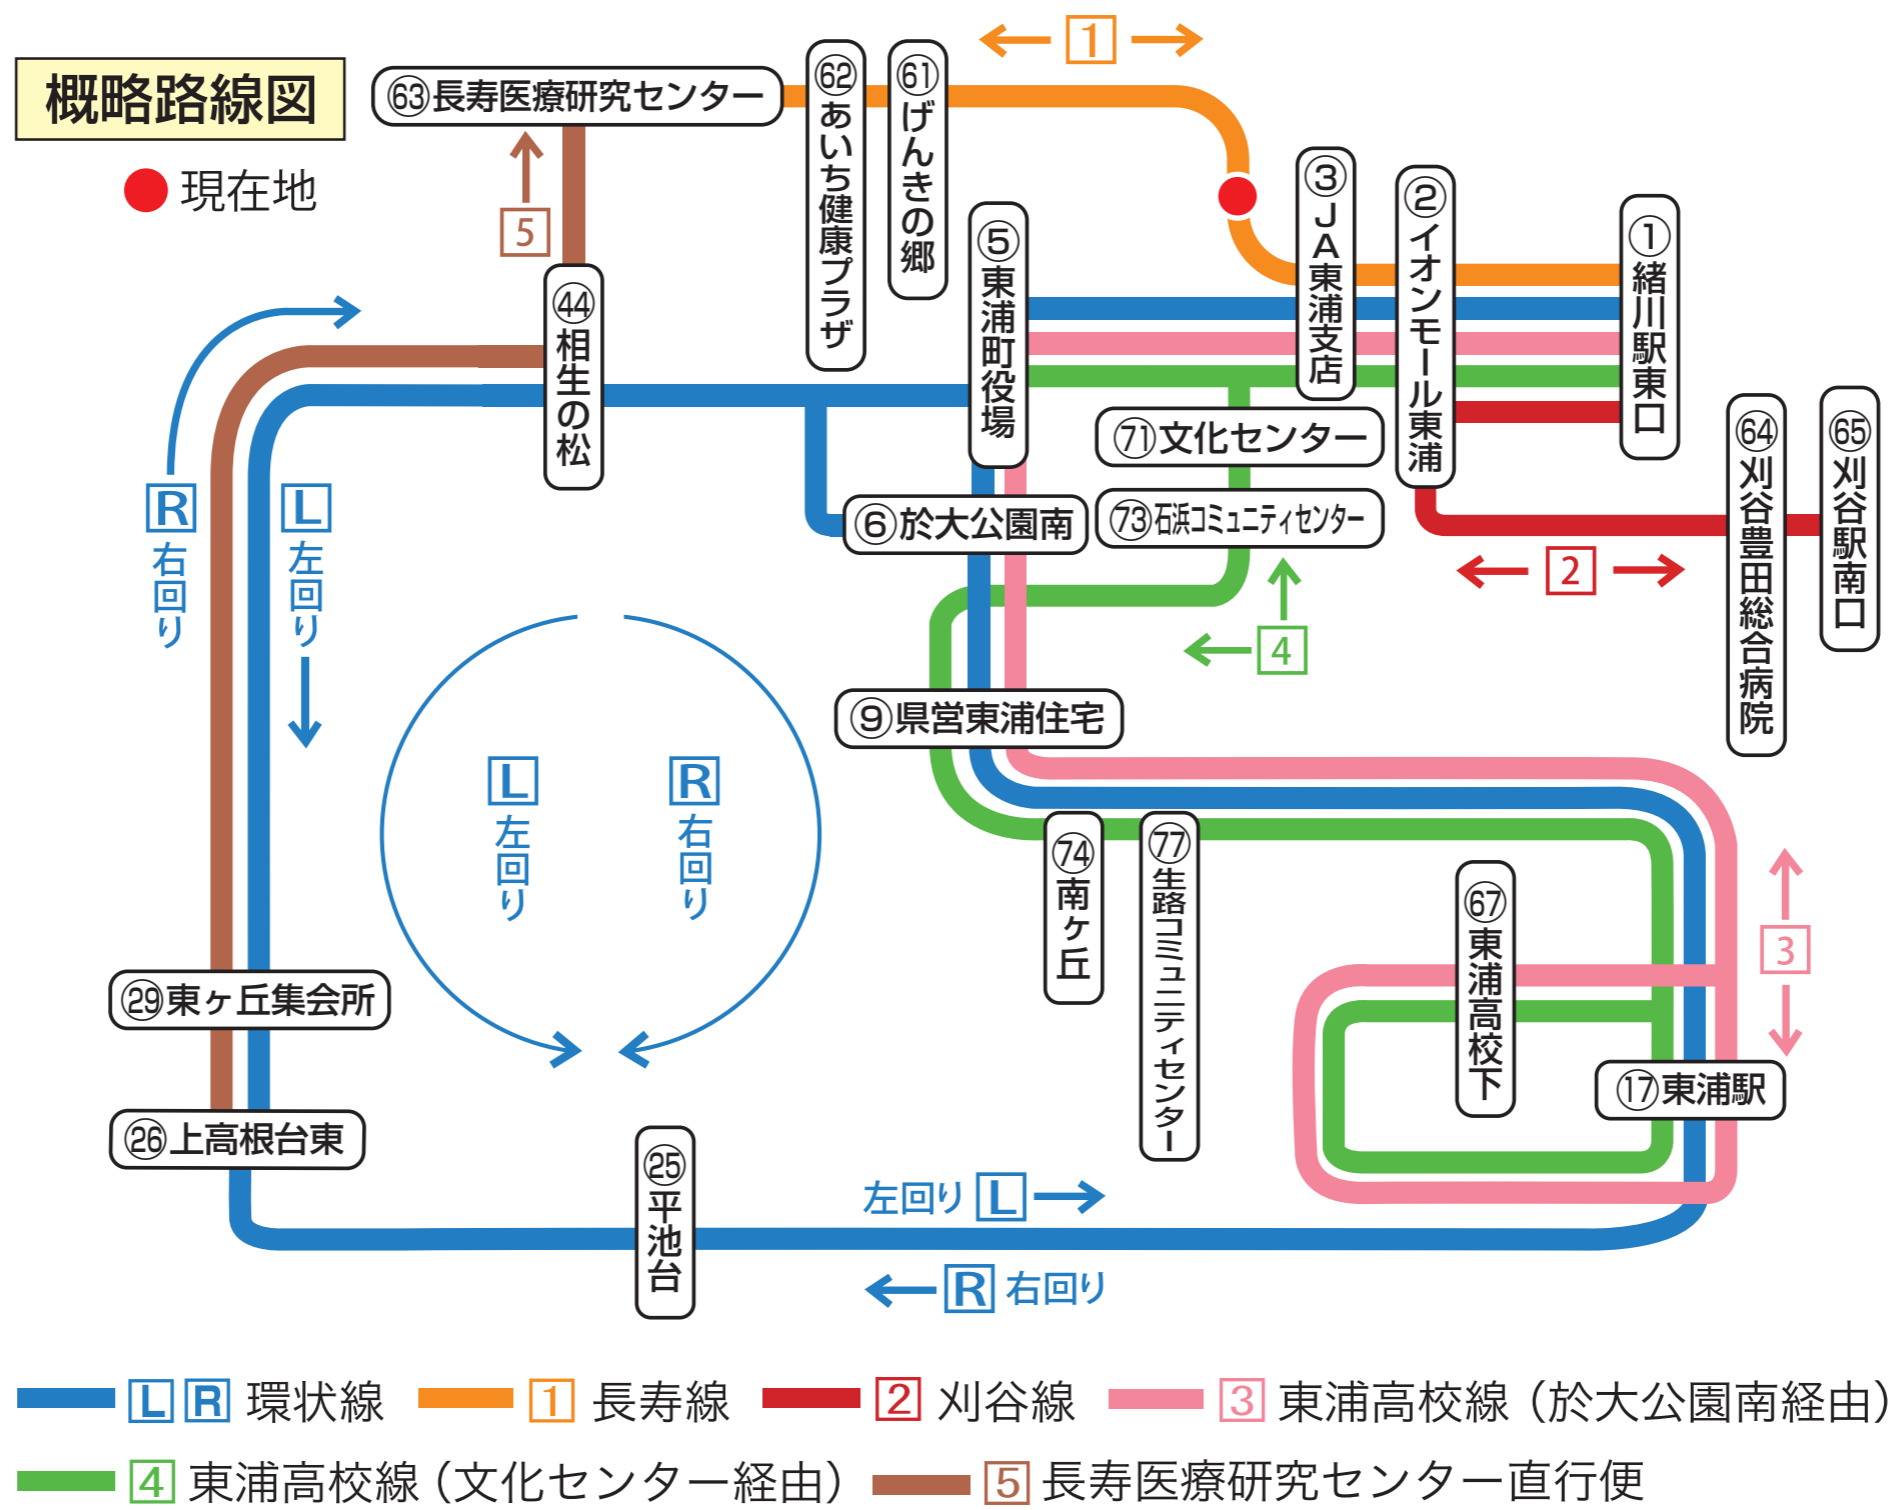 概略路線図
現在地
1
63長寿医療研究センター
62あいち健康プラザ
61げんきの郷
5
44相生の松
5東浦町役場
3JA東浦支店
2イオンモール東浦
1緒川駅東口
64刈谷豊田総合病院
65刈谷駅南口
71文化センター
73石浜コミュニティセンター
6於大公園南
2
4
R
右回り
L
左回り
9県営東浦住宅
L
左回り
R
右回り
74南ヶ丘
77生路コミュニティセンター
67東浦高校下
3
17東浦駅
29東ヶ丘集会所
26上高根台東
25平池台
左回り L
R 右回り
L R 環状線 1 長寿線 2 刈谷線 3 東浦高校線（於大公園南経由）
4 東浦高校線（文化センター経由） 5 長寿医療研究センター直行便